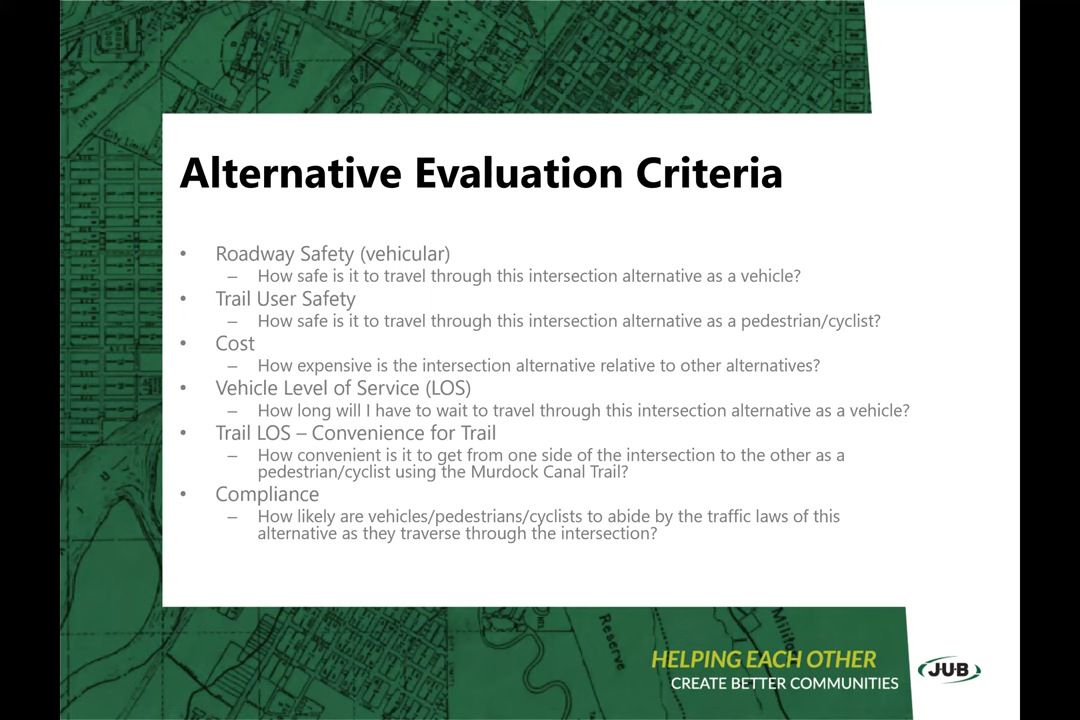 City Limits
Alternative Evaluation Criteria
• Roadway Safety (vehicular)
– How safe is it to travel through this intersection alternative as a vehicle?
• Trail User Safety
– How safe is it to travel through this intersection alternative as a pedestrian/cyclist?
• Cost
– How expensive is the intersection alternative relative to other alternatives?
• Vehicle Level of Service (LOS)
– How long will I have to wait to travel through this intersection alternative as a vehicle?
• Trail LOS – Convenience for Trail
– How convenient is it to get from one side of the intersection to the other as a
pedestrian/cyclist using the Murdock Canal Trail?
• Compliance
– How likely are vehicles/pedestrians/cyclists to abide by the traffic laws of this
alternative as they traverse through the intersection?
Reserve
HELPING EACH OTHER
CREATE BETTER COMMUNITIES
J-U-B